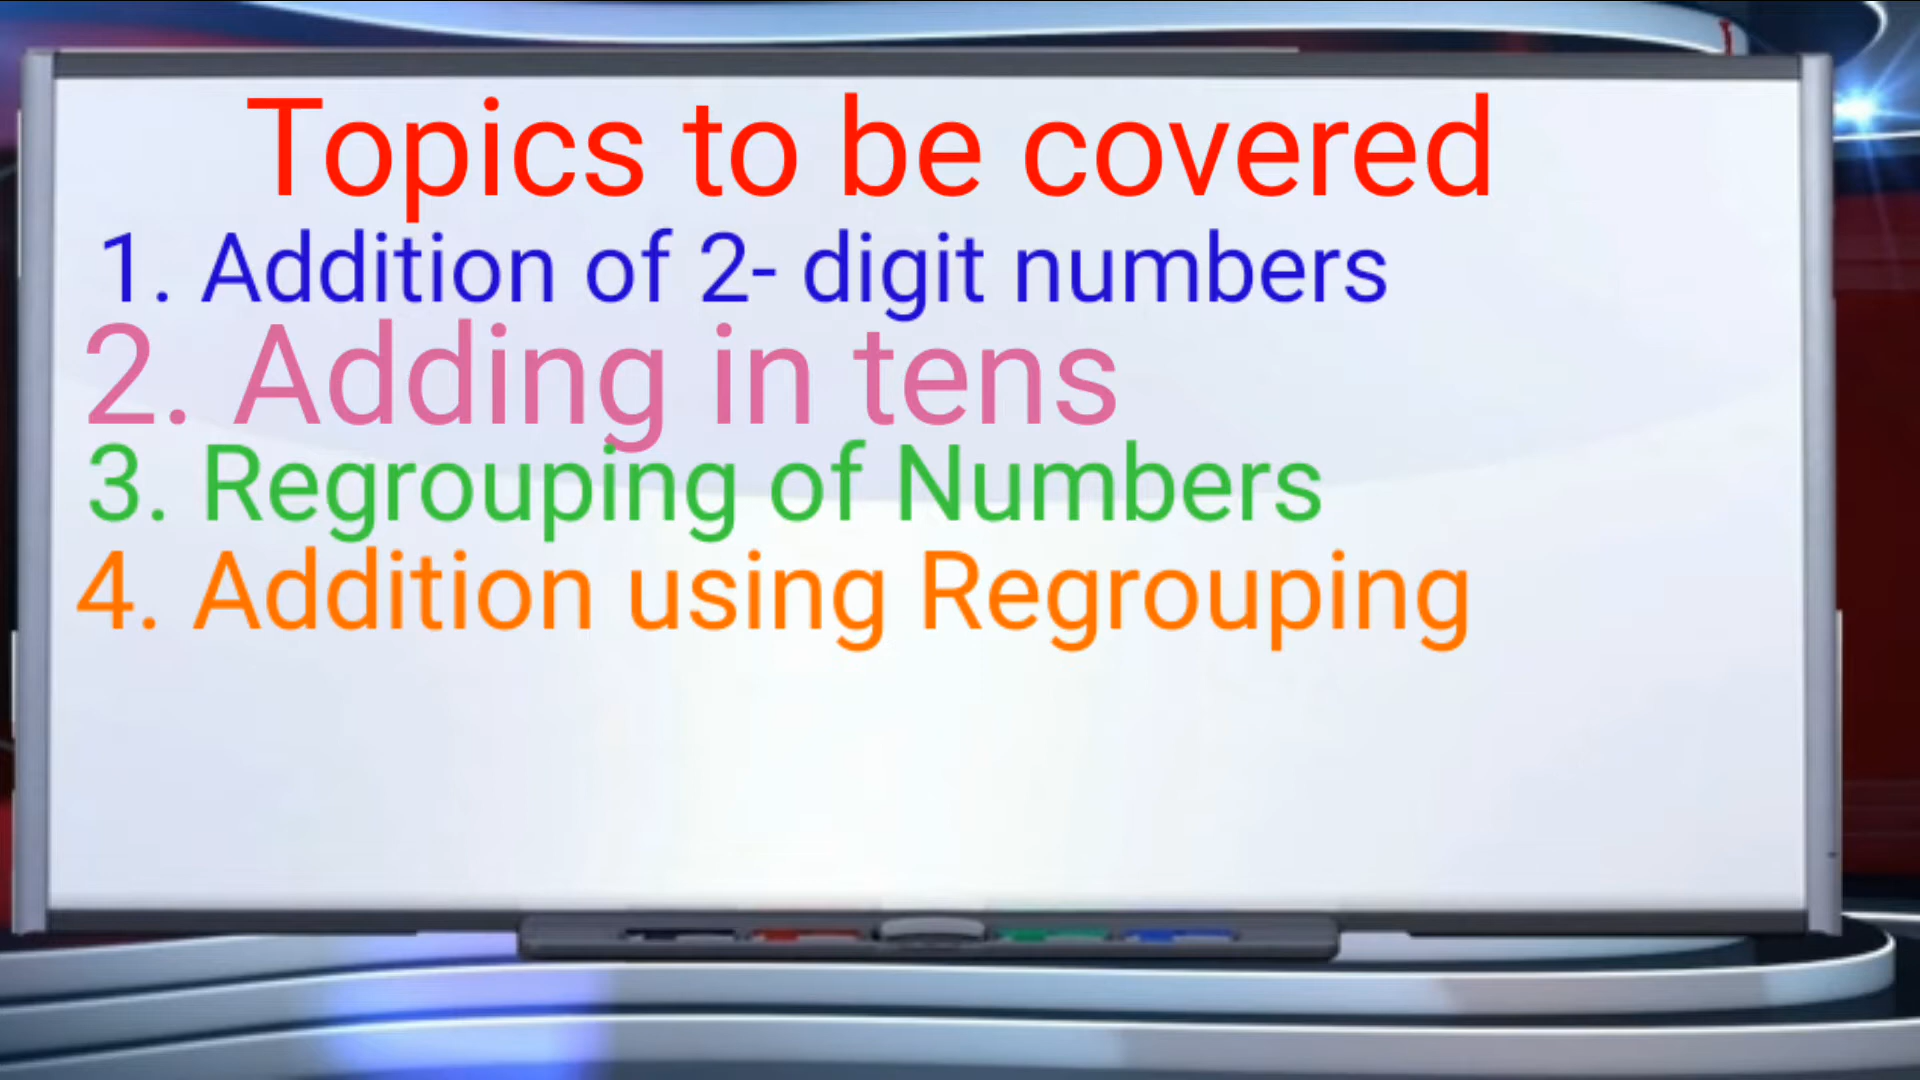 Topics to be covered
1. Addition of 2- digit numbers
2. Adding in tens
3. Regrouping of Numbers
4. Addition using Regrouping